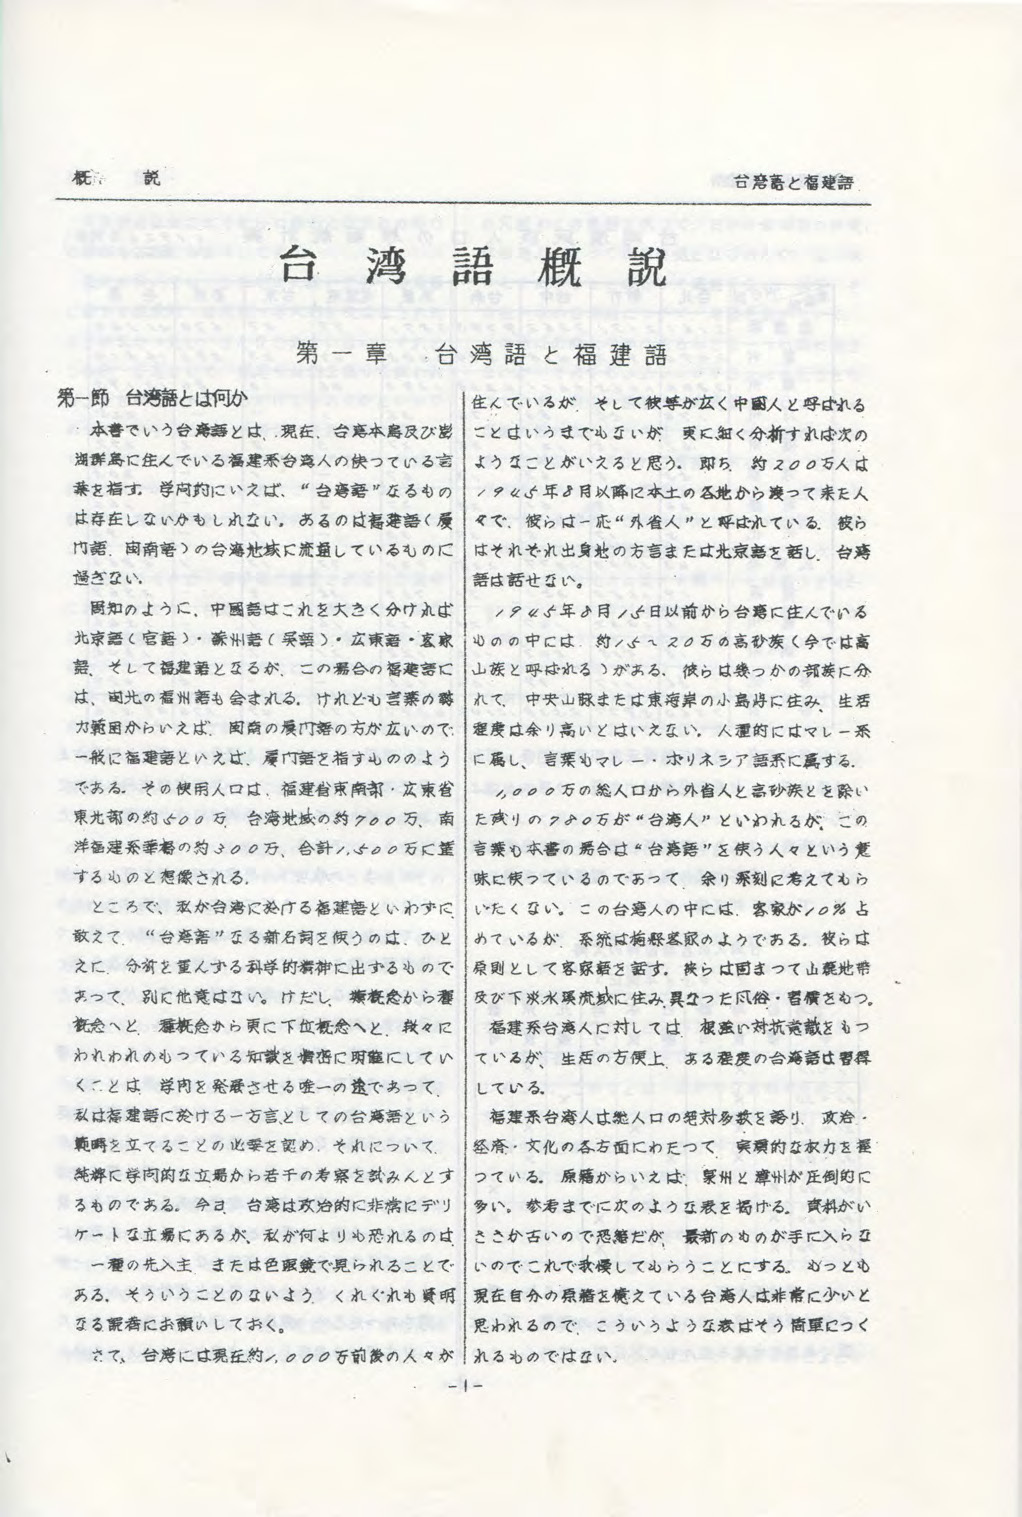 概　説
台湾語と福建語
台湾語概説
第一章　台湾語と福建語
第一節　台湾語とは何か
本書でいう台湾語とは、現在、台湾本島及び澎
湖群島に住んでいる福建系台湾人の使つている言
葉を指す。学问的にいえば、“台湾語”なるもの
は存在しないかもしれない。あるのは福建語(厦
门語、闽南語)の台湾地域に流通しているものに
過ぎない。
周知のように、中國語はこれを大きく分ければ
北京語(官語)・蘇州語(吴語)・広東語・客家
語、そして福建語となるが、この場合の福建語に
は、闽北の福州語も含まれる。けれども言葉の勢
力範囲からいえば、闽南の厦门語の方が広いので
一般に福建語といえば、厦门語を指すもののよう
である。その使用人口は、福建省東南部・広東省
東北部の約500万、台湾地域の約700万、南
洋福建系華僑の約300万、合計1,500万に達
するものと想像される。
ところで、私が台湾に於ける福建語といわずに
敢えて、“台湾語”なる新名詞を使うのは、ひと
えに、分析を重んずる科学的精神に出するもので
あって、別に他意はない。けだし、類概念から種
概念へと、種概念から更に下位概念へと、段々に
われわれのもつている知識を精密に明確にしてい
くことは、学问を発展させる唯一の途であって、
私は福建語に於ける一方言としての台湾語という
範疇を立てることの必要を認め、それについて、
純粋に学问的な立場から若干の考察を試みんとす
るものである。今日、台湾は政治的に非常にデリ
ケートな立場にあるが、私が何よりも恐れるのは、
一種の先入主、または色眼鏡で見られることで
ある。そういうことのないよう、くれぐれも賢明
なる読者にお願いしておく。
さて、台湾には現在約1,000万前後の人々が
住んでいるが、そして彼等が広く中國人と呼ばれる
ことはいうまでもないが、更に細く分析すれば次の
ようなことがいえると思う。即ち、約200万人は
1945年8月以降に本土の各地から渡って来た人
々で、彼らは一応“外省人”と呼ばれている。彼ら
はそれぞれ出身地の方言または北京語を話し、台湾
語は話せない。
1945年8月15日以前から台湾に住んでいる
ものの中には、約15～20万の高砂族(今では高
山族と呼ばれる)がある。彼らは幾つかの部族に分
れて、中央山脉または東海岸の小島等に住み、生活
程度は余り高いとはいえない。人種的にはマレー系
に属し、言葉もマレー・ポリネシア語系に属する。
1,000万の総人口から外省人と高砂族とを除い
た残りの780万が“台湾人”といわれるが、この
言葉も本書の場合は“台湾語”を使う人々という意
味に使つているのであって、余り深刻に考えてもら
いたくない。この台湾人の中には、客家が10%占
めているが、系統は梅県客家のようである。彼らは
原則として客家語を話す。彼らは固まつて山麓地帯
及び下淡水溪流域に住み、異なった风俗・習慣をもつ。
福建系台湾人に対しては、根強い対抗意識をもつ
ているが、生活の方便上、ある程度の台湾語は習得
している。
福建系台湾人は総人口の絶対多数を誇り、政治・
経済・文化の各方面にわたつて、実質的な永力を握
つている。原籍からいえば、泉州と漳州が圧倒的に
多い。参考までに次のような表を掲げる。資料がい
ささか古いので恐縮だが、最新のものが手に入らな
いのでこれで我慢してもらうことにする。もっとも
現在自分の原籍を憶えている台湾人は非常に少いと
思われるので、こういうような表はそう简単につく
れるものではない。
-1-